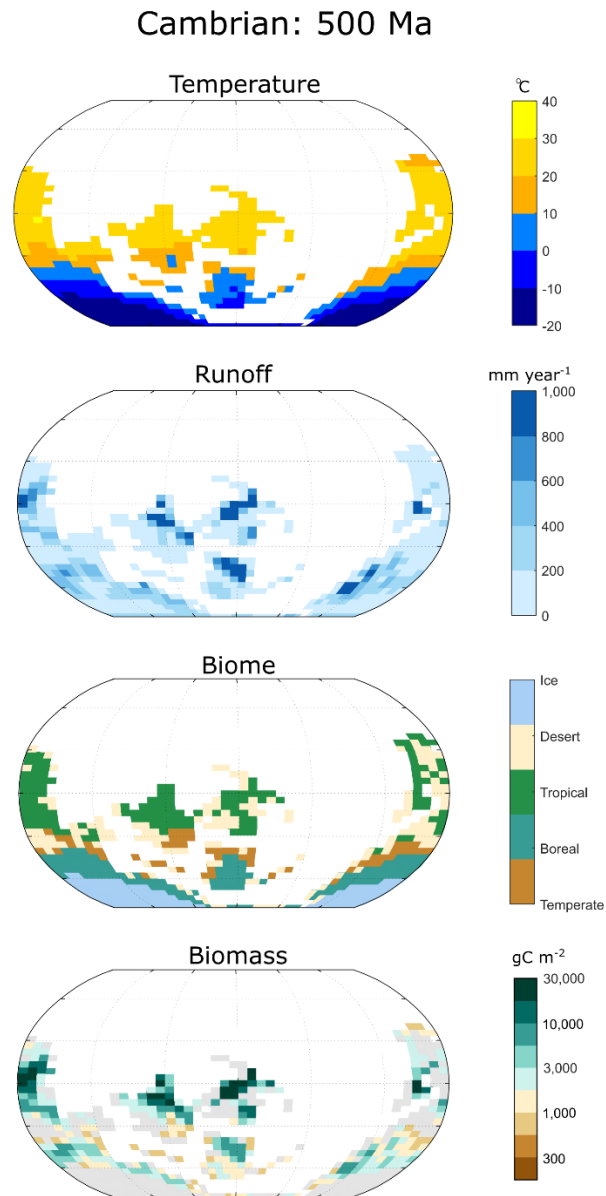 Cambrian: 500 Ma
Temperature
℃
40
30
20
10
0
-10
-20
Runoff
mm year⁻¹
1,000
800
600
400
200
0
Biome
Ice
Desert
Tropical
Boreal
Temperate
Biomass
gC m⁻²
30,000
10,000
3,000
1,000
300